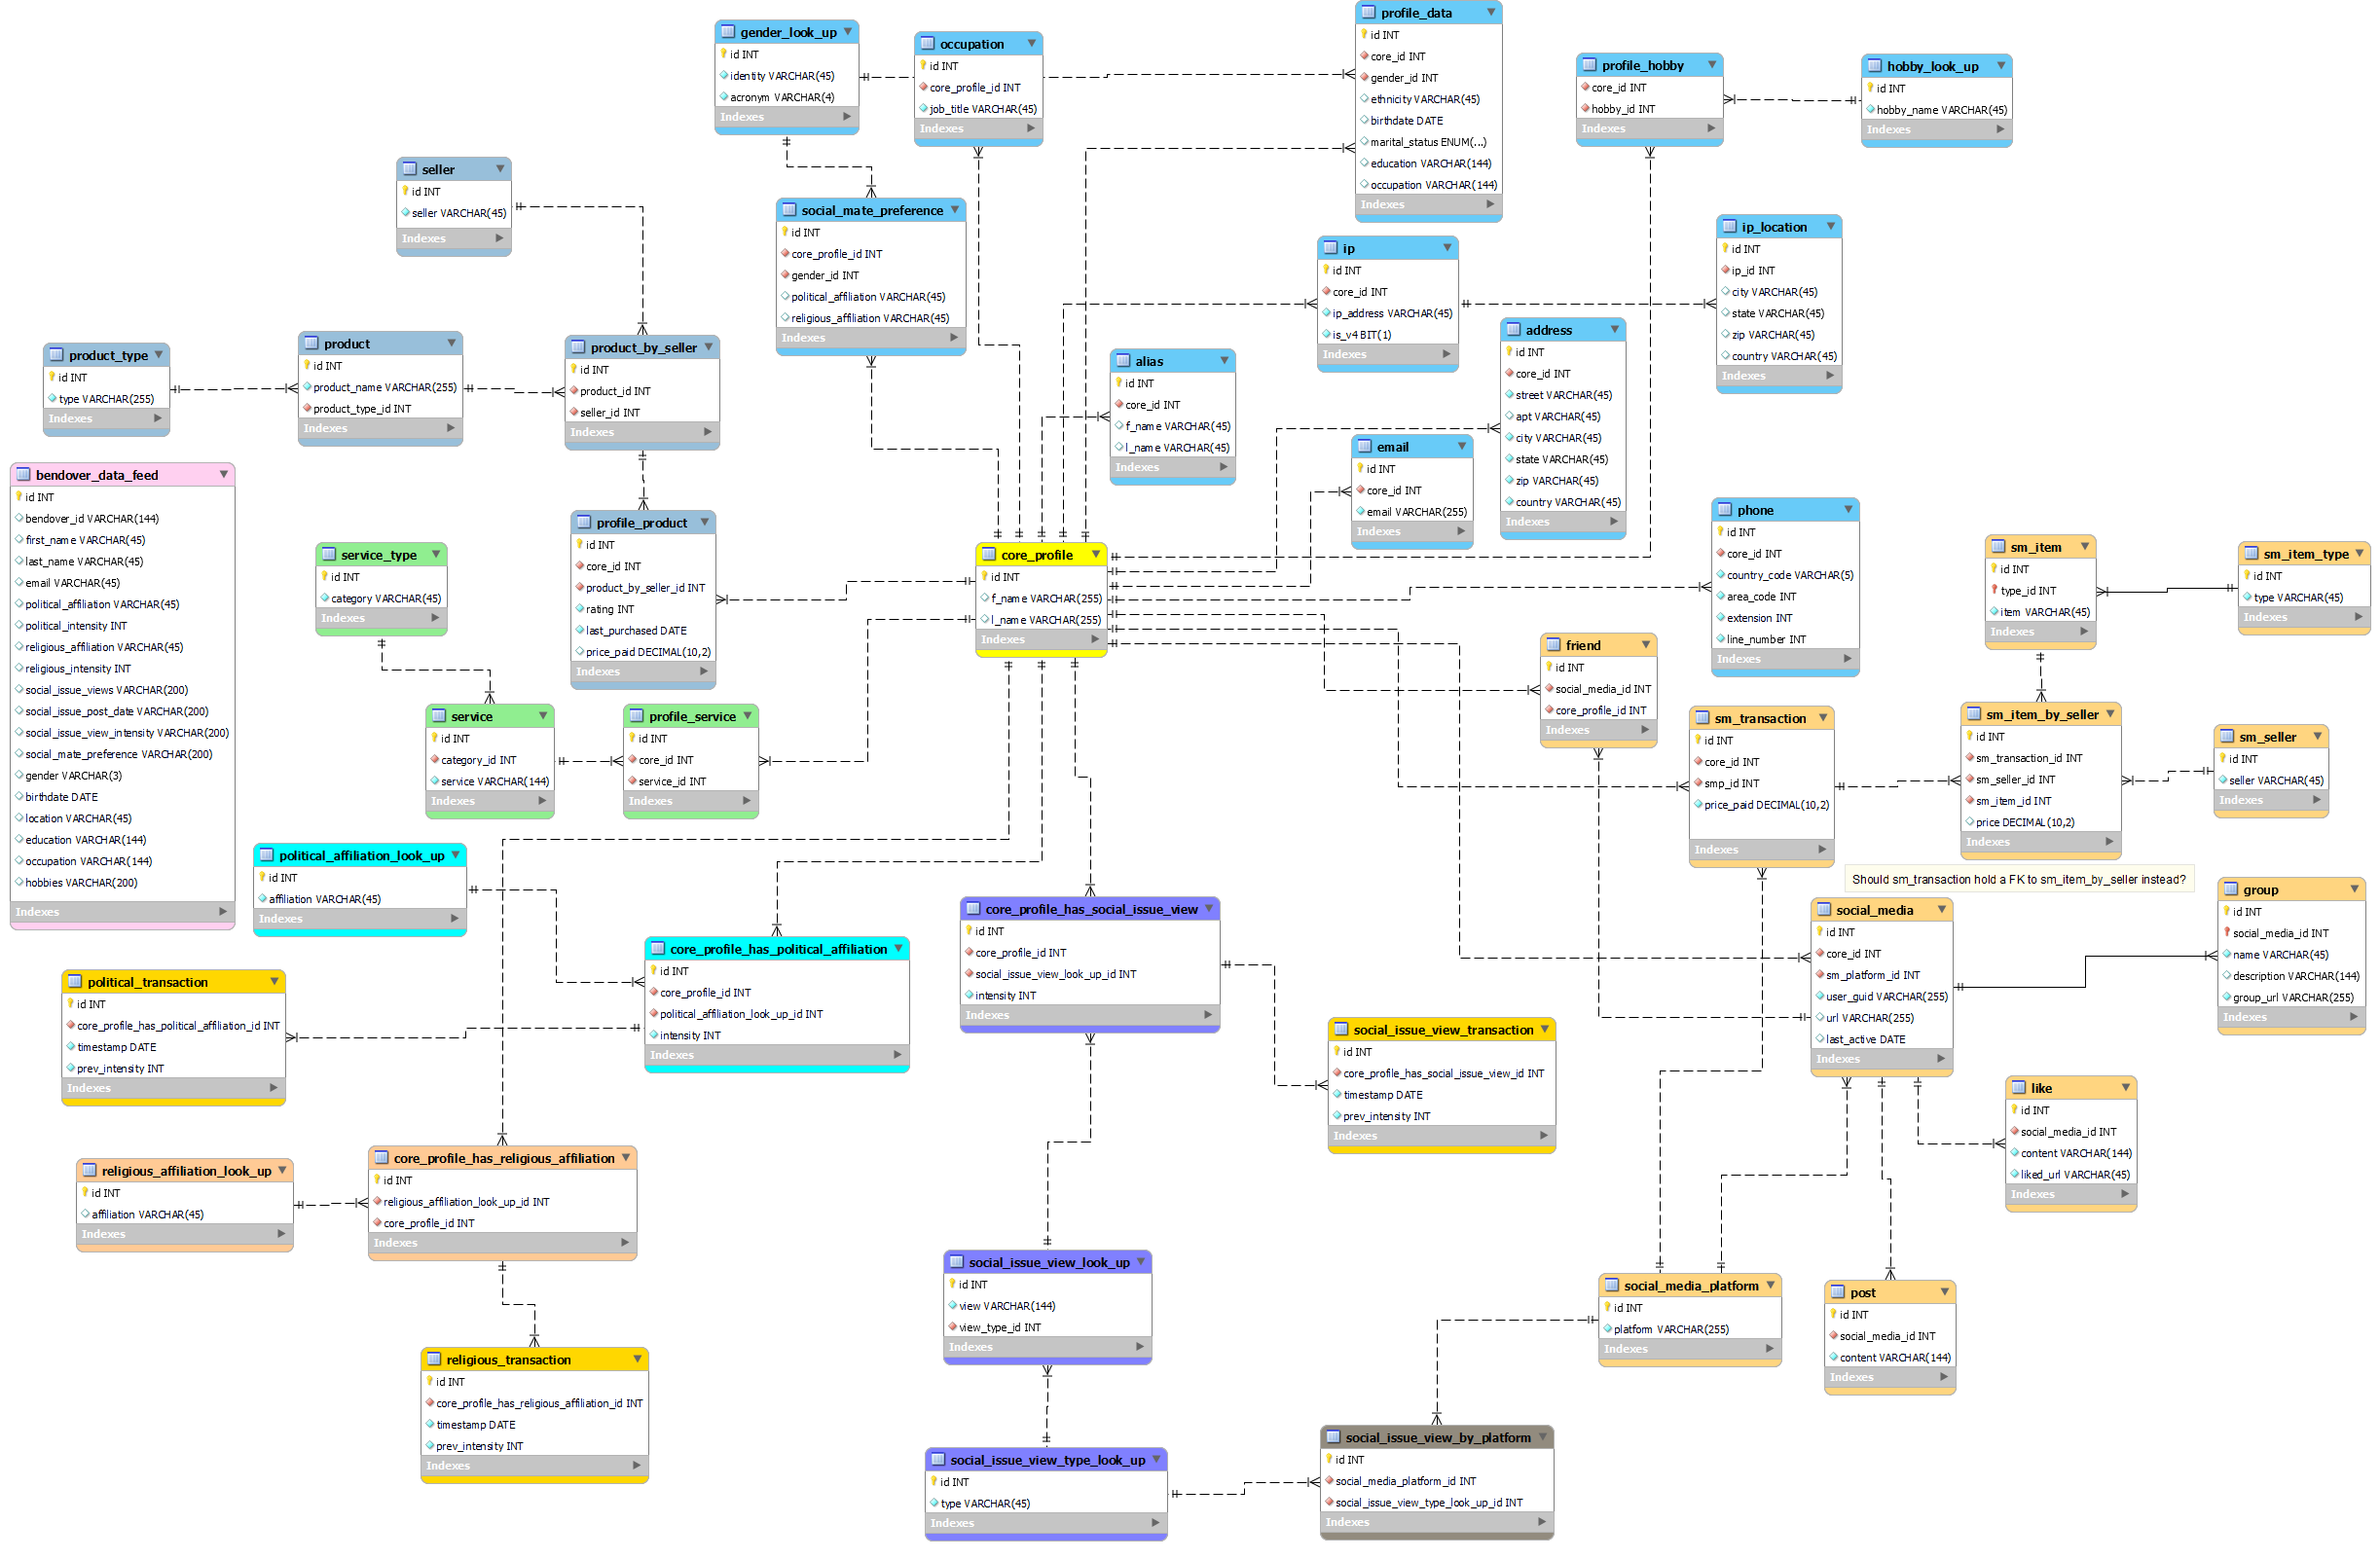 gender_look_up
id INT
identity VARCHAR(45)
acronym VARCHAR(4)
Indexes
occupation
id INT
core_profile_id INT
job_title VARCHAR(45)
Indexes
profile_data
id INT
core_id INT
gender_id INT
ethnicity VARCHAR(45)
birthdate DATE
marital_status ENUM(...)
education VARCHAR(144)
occupation VARCHAR(144)
Indexes
profile_hobby
core_id INT
hobby_id INT
Indexes
hobby_look_up
id INT
hobby_name VARCHAR(45)
Indexes
seller
id INT
seller VARCHAR(45)
Indexes
social_mate_preference
id INT
core_profile_id INT
gender_id INT
political_affiliation VARCHAR(45)
religious_affiliation VARCHAR(45)
Indexes
ip
id INT
core_id INT
ip_address VARCHAR(45)
is_v4 BIT(1)
Indexes
ip_location
id INT
ip_id INT
city VARCHAR(45)
state VARCHAR(45)
zip VARCHAR(45)
country VARCHAR(45)
Indexes
product_type
id INT
type VARCHAR(255)
Indexes
product
id INT
product_name VARCHAR(255)
product_type_id INT
Indexes
product_by_seller
id INT
product_id INT
seller_id INT
Indexes
alias
id INT
core_id INT
f_name VARCHAR(45)
l_name VARCHAR(45)
Indexes
address
id INT
core_id INT
street VARCHAR(45)
apt VARCHAR(45)
city VARCHAR(45)
state VARCHAR(45)
zip VARCHAR(45)
country VARCHAR(45)
Indexes
email
id INT
core_id INT
email VARCHAR(255)
Indexes
bendover_data_feed
id INT
bendover_id VARCHAR(144)
first_name VARCHAR(45)
last_name VARCHAR(45)
email VARCHAR(45)
political_affiliation VARCHAR(45)
political_intensity INT
religious_affiliation VARCHAR(45)
religious_intensity INT
social_issue_views VARCHAR(200)
social_issue_post_date VARCHAR(200)
social_issue_view_intensity VARCHAR(200)
social_mate_preference VARCHAR(200)
gender VARCHAR(3)
birthdate DATE
location VARCHAR(45)
education VARCHAR(144)
occupation VARCHAR(144)
hobbies VARCHAR(200)
Indexes
profile_product
id INT
core_id INT
product_by_seller_id INT
rating INT
last_purchased DATE
price_paid DECIMAL(10,2)
Indexes
service_type
id INT
category VARCHAR(45)
Indexes
core_profile
id INT
f_name VARCHAR(255)
l_name VARCHAR(255)
Indexes
phone
id INT
core_id INT
country_code VARCHAR(5)
area_code INT
extension INT
line_number INT
Indexes
sm_item
id INT
type_id INT
item VARCHAR(45)
Indexes
sm_item_type
id INT
type VARCHAR(45)
Indexes
friend
id INT
social_media_id INT
core_profile_id INT
Indexes
service
id INT
category_id INT
service VARCHAR(144)
Indexes
profile_service
id INT
core_id INT
service_id INT
Indexes
sm_transaction
id INT
core_id INT
smp_id INT
price_paid DECIMAL(10,2)
Indexes
sm_item_by_seller
id INT
sm_transaction_id INT
sm_seller_id INT
sm_item_id INT
price DECIMAL(10,2)
Indexes
sm_seller
id INT
seller VARCHAR(45)
Indexes
Should sm_transaction hold a FK to sm_item_by_seller instead?
political_affiliation_look_up
id INT
affiliation VARCHAR(45)
Indexes
core_profile_has_political_affiliation
id INT
core_profile_id INT
political_affiliation_look_up_id INT
intensity INT
Indexes
core_profile_has_social_issue_view
id INT
core_profile_id INT
social_issue_view_look_up_id INT
intensity INT
Indexes
social_media
id INT
core_id INT
sm_platform_id INT
user_guid VARCHAR(255)
url VARCHAR(255)
last_active DATE
Indexes
group
id INT
social_media_id INT
name VARCHAR(45)
description VARCHAR(144)
group_url VARCHAR(255)
Indexes
political_transaction
id INT
core_profile_has_political_affiliation_id INT
timestamp DATE
prev_intensity INT
Indexes
social_issue_view_transaction
id INT
core_profile_has_social_issue_view_id INT
timestamp DATE
prev_intensity INT
Indexes
like
id INT
social_media_id INT
content VARCHAR(144)
liked_url VARCHAR(45)
Indexes
religious_affiliation_look_up
id INT
affiliation VARCHAR(45)
Indexes
core_profile_has_religious_affiliation
id INT
religious_affiliation_look_up_id INT
core_profile_id INT
Indexes
social_issue_view_look_up
id INT
view VARCHAR(144)
view_type_id INT
Indexes
social_media_platform
id INT
platform VARCHAR(255)
Indexes
post
id INT
social_media_id INT
content VARCHAR(144)
Indexes
religious_transaction
id INT
core_profile_has_religious_affiliation_id INT
timestamp DATE
prev_intensity INT
Indexes
social_issue_view_type_look_up
id INT
type VARCHAR(45)
Indexes
social_issue_view_by_platform
id INT
social_media_platform_id INT
social_issue_view_type_look_up_id INT
Indexes